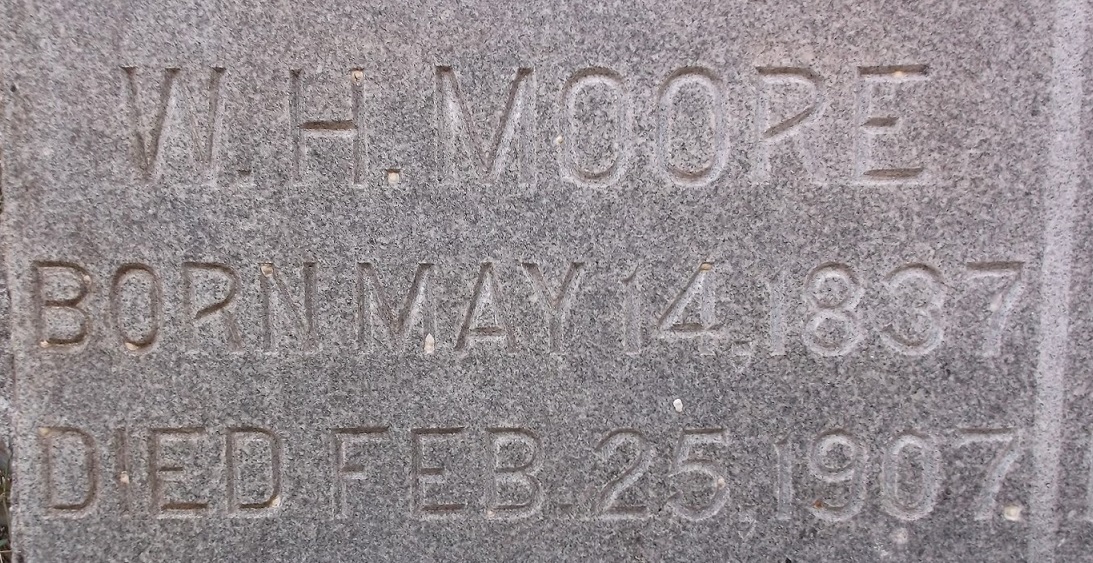 W. H. MOORE
BORN MAY 14, 1837
DIED FEB. 25, 1907.